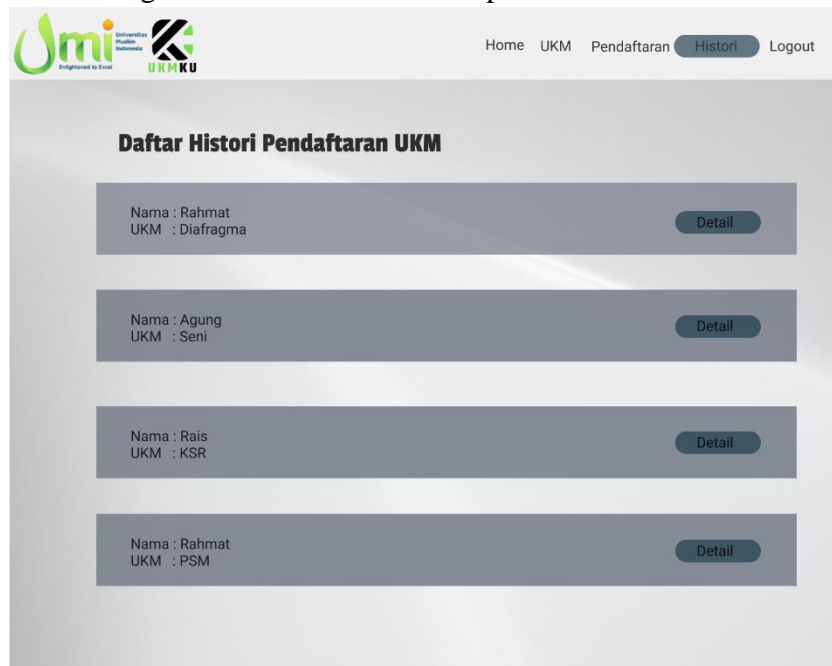 Universitas
Muslim
Indonesia
Umi
Enlightened to Excel
UKMKU
Home UKM Pendaftaran Histori Logout
Daftar Histori Pendaftaran UKM
Nama : Rahmat
UKM : Diafragma
Detail
Nama : Agung
UKM : Seni
Detail
Nama : Rais
UKM : KSR
Detail
Nama : Rahmat
UKM : PSM
Detail